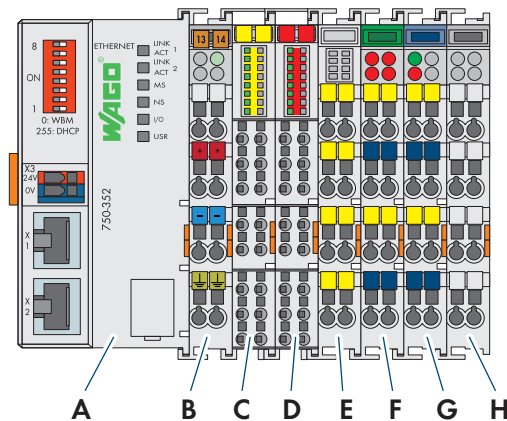 8
ON
1
0: WBM
255: DHCP
X3
24V
0V
X
1
X
2
ETHERNET
LINK 1
ACT
LINK 2
ACT
MS
NS
I/O
USR
WAGO
750-352
13 14
+ +
- -
A B C D E F G H